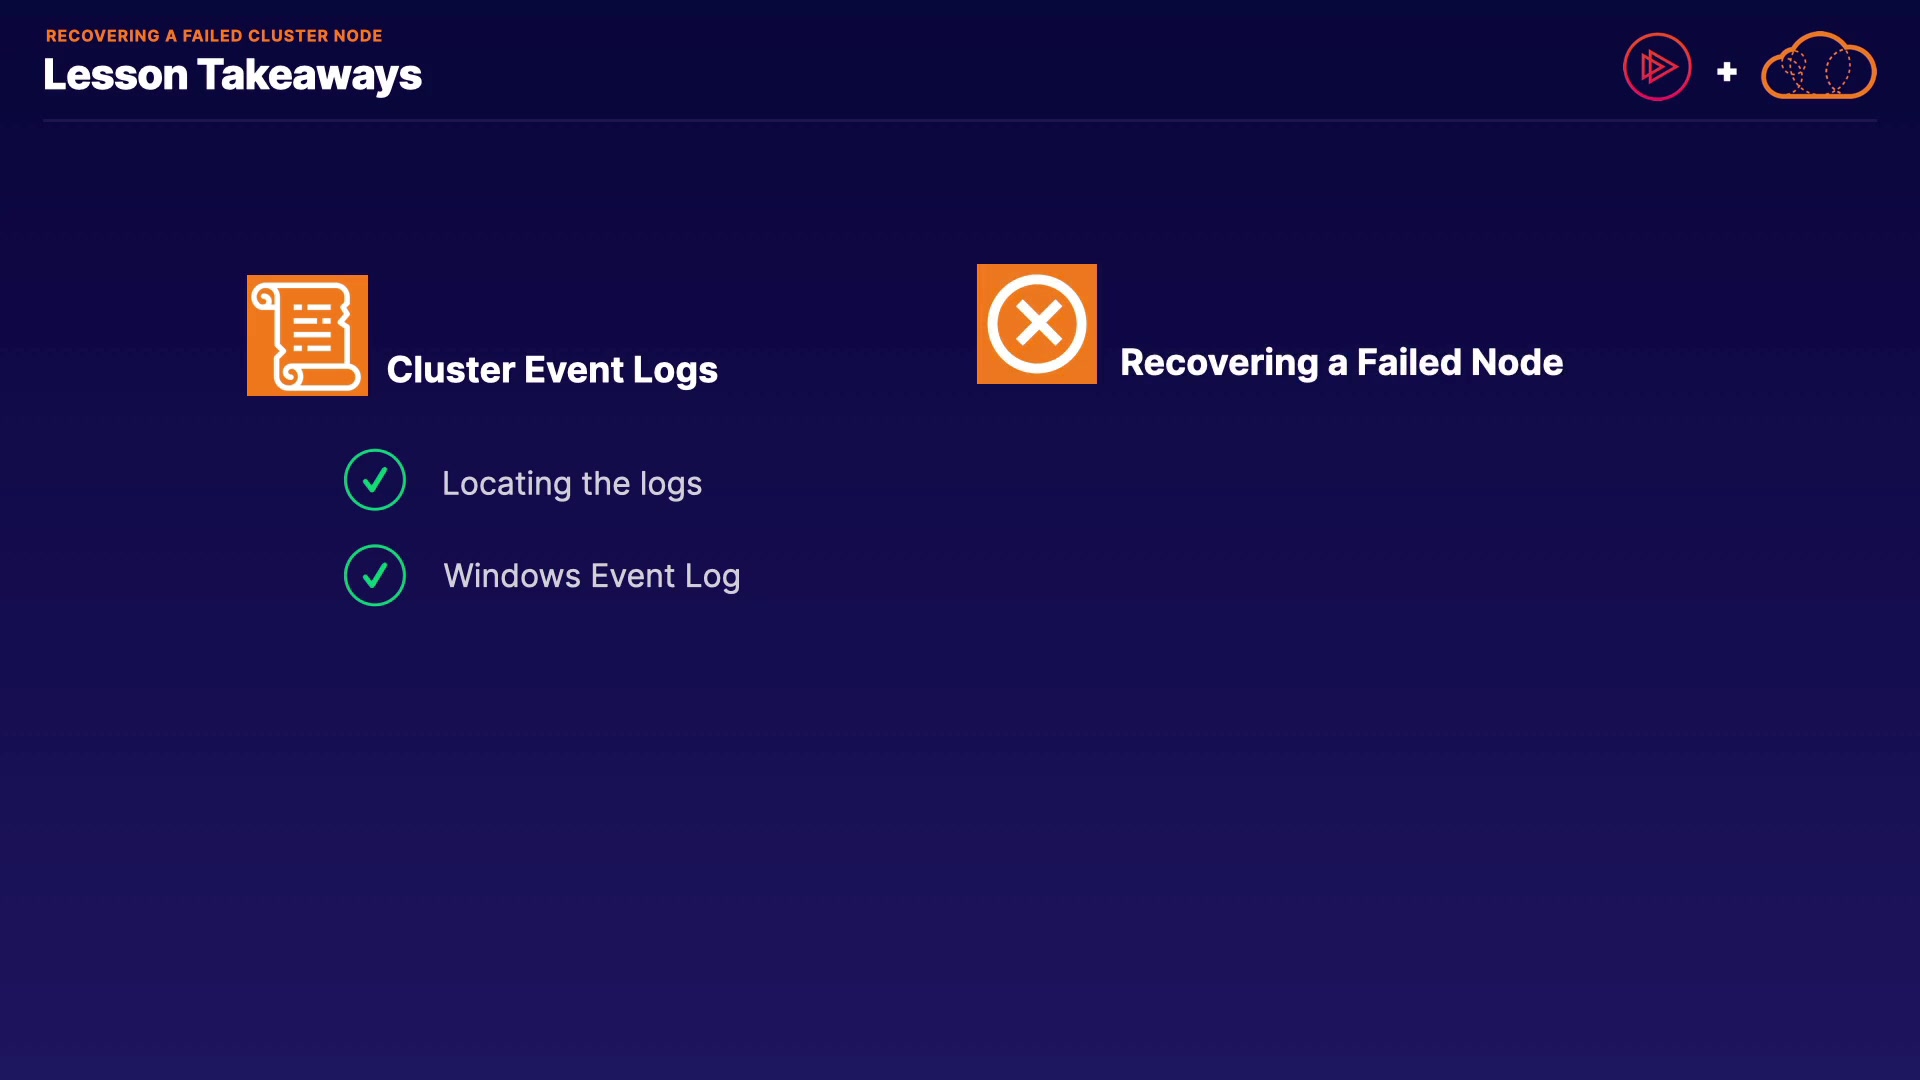 RECOVERING A FAILED CLUSTER NODE
Lesson Takeaways
Cluster Event Logs
Locating the logs
Windows Event Log
Recovering a Failed Node